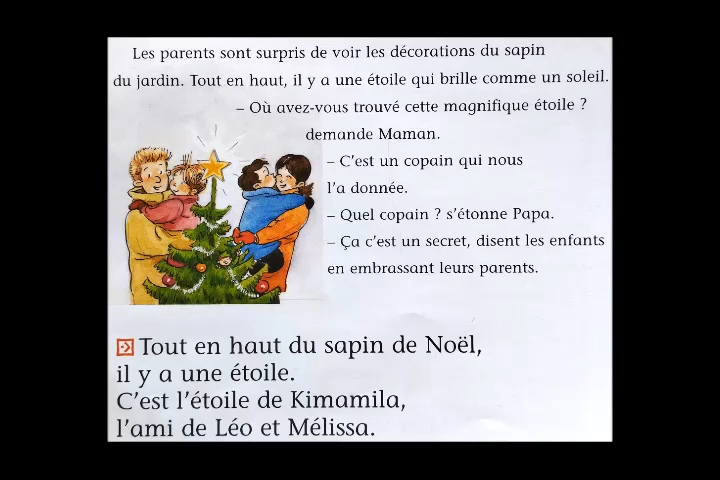 Les parents sont surpris de voir les décorations du sapin
du jardin. Tout en haut, il y a une étoile qui brille comme un soleil.
– Où avez-vous trouvé cette magnifique étoile ?
demande Maman.
– C'est un copain qui nous
l'a donnée.
– Quel copain ? s'étonne Papa.
– Ça c'est un secret, disent les enfants
en embrassant leurs parents.
Tout en haut du sapin de Noël,
il y a une étoile.
C'est l'étoile de Kimamila,
l'ami de Léo et Mélissa.